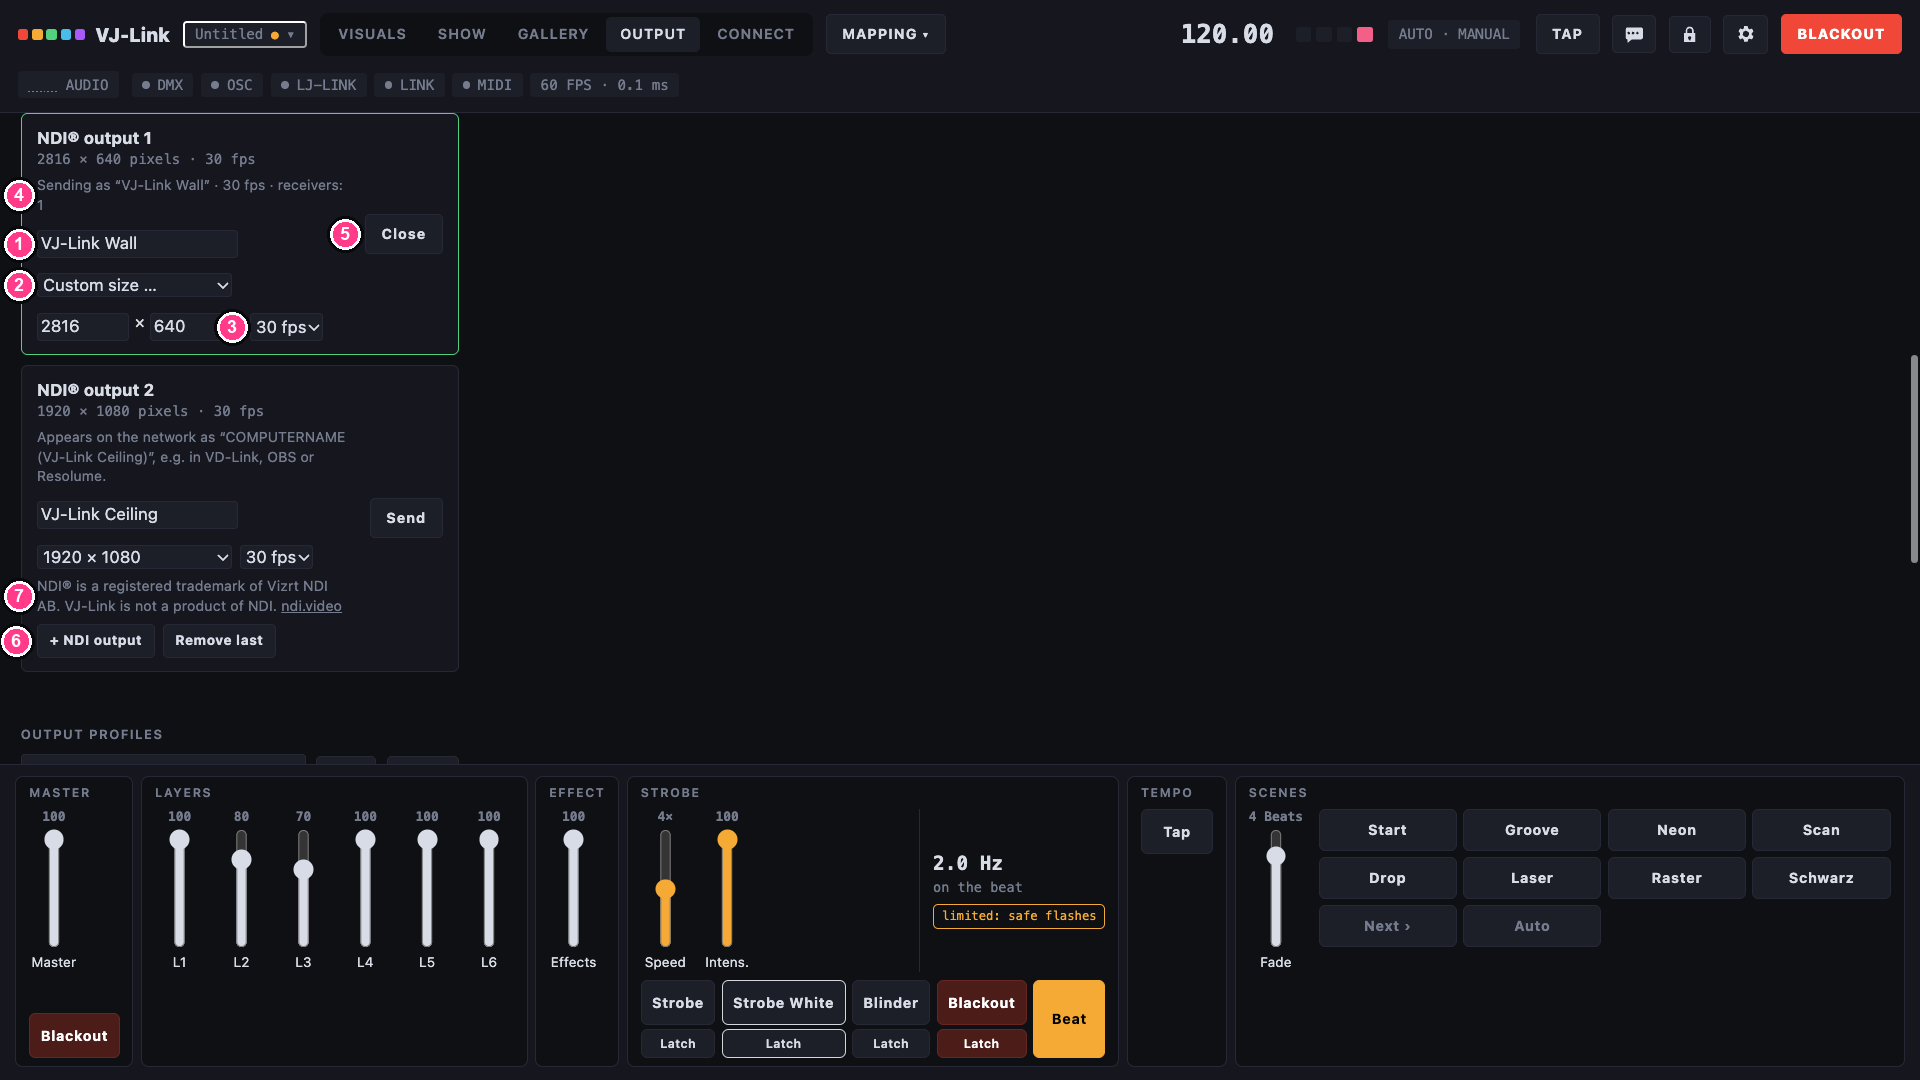 VJ-Link
Untitled
VISUALS
SHOW
GALLERY
OUTPUT
CONNECT
MAPPING
120.00
AUTO · MANUAL
TAP
BLACKOUT
AUDIO
DMX
OSC
LJ-LINK
LINK
MIDI
60 FPS · 0.1 ms
NDI® output 1
2816 × 640 pixels · 30 fps
4
Sending as “VJ-Link Wall” · 30 fps · receivers:
1
1
VJ-Link Wall
5
Close
2
Custom size ...
2816 × 640
3
30 fps
NDI® output 2
1920 × 1080 pixels · 30 fps
Appears on the network as “COMPUTERNAME
(VJ-Link Ceiling)”, e.g. in VD-Link, OBS or
Resolume.
VJ-Link Ceiling
Send
1920 × 1080
30 fps
7
NDI® is a registered trademark of Vizrt NDI
AB. VJ-Link is not a product of NDI. ndi.video
6
+ NDI output
Remove last
OUTPUT PROFILES
MASTER
100
Master
Blackout
LAYERS
100 80 70 100 100 100
L1 L2 L3 L4 L5 L6
EFFECT
100
Effects
STROBE
4× 100
Speed Intens.
2.0 Hz
on the beat
limited: safe flashes
Strobe
Strobe White
Blinder
Blackout
Beat
Latch
Latch
Latch
Latch
TEMPO
Tap
SCENES
4 Beats
Fade
Start
Groove
Neon
Scan
Drop
Laser
Raster
Schwarz
Next ›
Auto